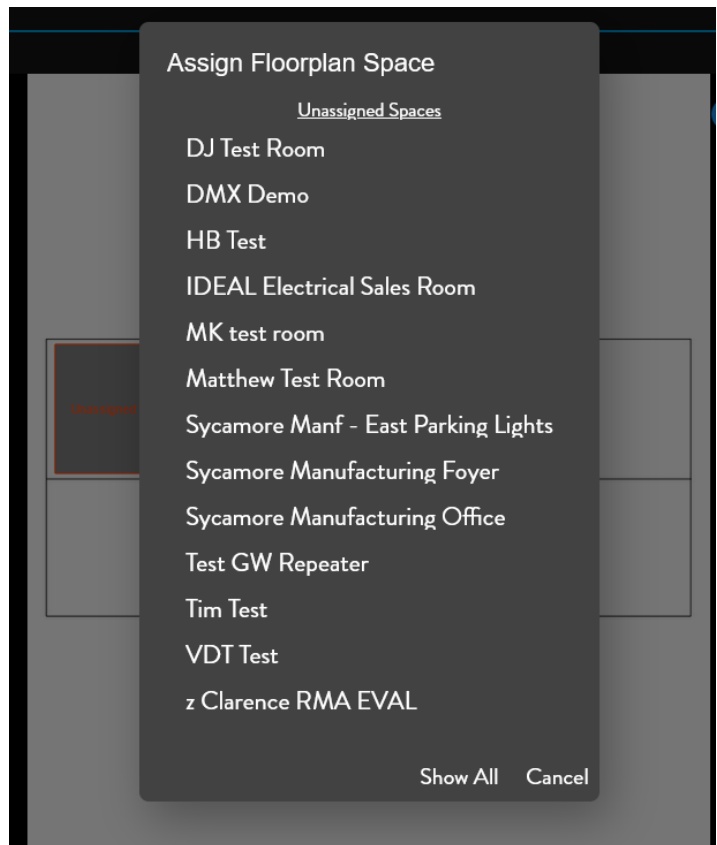 Assign Floorplan Space
Unassigned Spaces
DJ Test Room
DMX Demo
HB Test
IDEAL Electrical Sales Room
MK test room
Matthew Test Room
Sycamore Manf - East Parking Lights
Sycamore Manufacturing Foyer
Sycamore Manufacturing Office
Test GW Repeater
Tim Test
VDT Test
z Clarence RMA EVAL
Show All Cancel